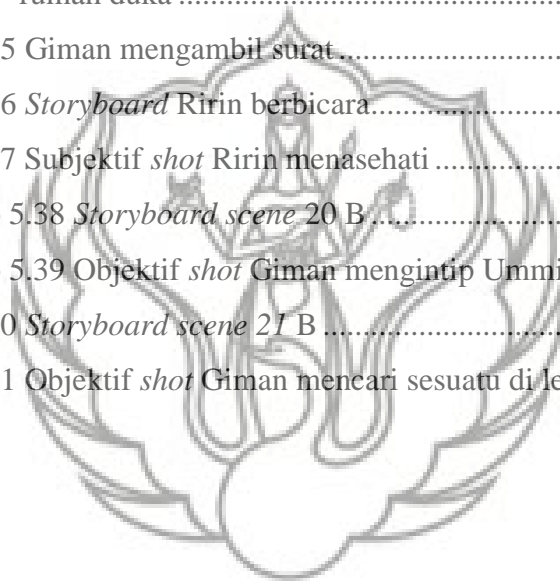 rumah duka ....................................................
5 Giman mengambil surat ....................................
6 Storyboard Ririn berbicara................................
7 Subjektif shot Ririn menasehati .......................
5.38 Storyboard scene 20 B ................................
5.39 Objektif shot Giman mengintip Ummi
0 Storyboard scene 21 B ....................................
1 Objektif shot Giman mencari sesuatu di le